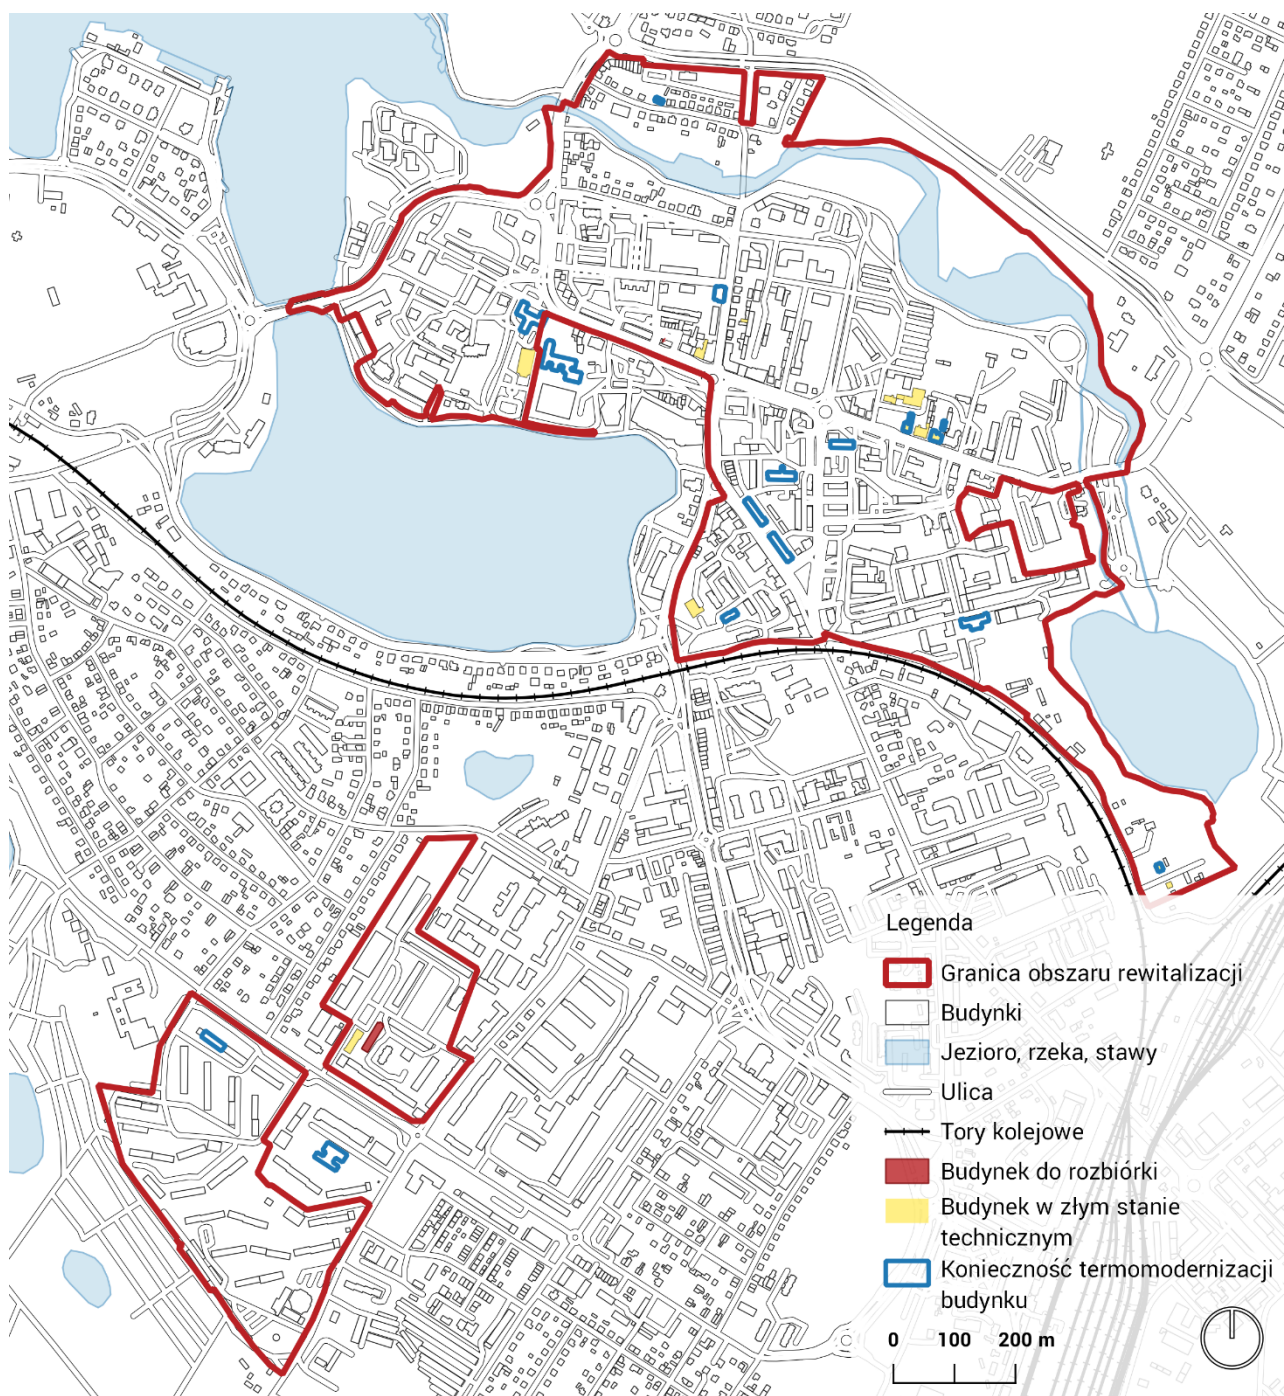 Legenda
Granica obszaru rewitalizacji
Budynki
Jezioro, rzeka, stawy
Ulica
Tory kolejowe
Budynek do rozbiórki
Budynek w złym stanie
technicznym
Konieczność termomodernizacji
budynku
0 100 200 m